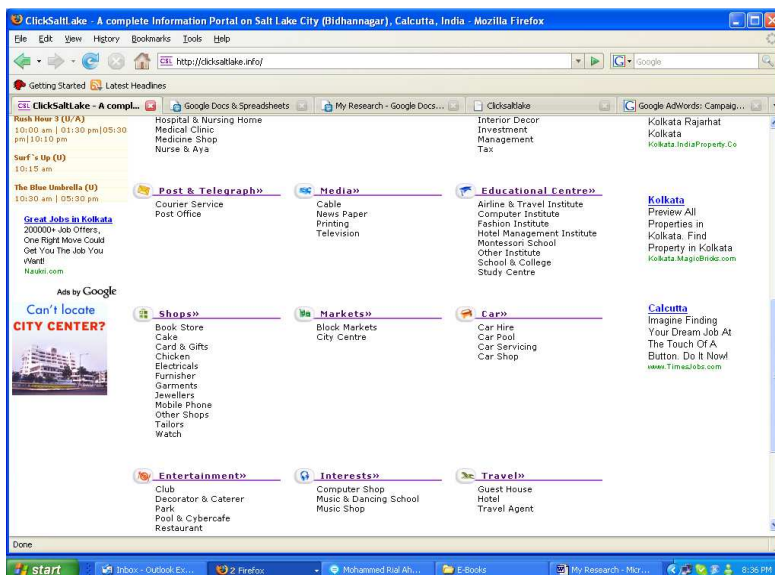 ClickSaltLake - A complete Information Portal on Salt Lake City (Bidhannagar), Calcutta, India - Mozilla Firefox
File Edit View History Bookmarks Tools Help
CSL http://clicksaltlake.info/
G Google
Getting Started Latest Headlines
CSL ClickSaltLake - A compl...
Google Docs & Spreadsheets
My Research - Google Docs...
Clicksaltlake
Google AdWords: Campaig...
Rush Hour 3 (U/A)
10:00 am | 01:30 pm|05:30
pm|10:10 pm
Surf`s Up (U)
10:15 am
The Blue Umbrella (U)
10:30 am | 05:30 pm
Great Jobs in Kolkata
200000+ Job Offers,
One Right Move Could
Get You The Job You
Want!
Naukri.com
Ads by Google
Can't locate
CITY CENTER?
Hospital & Nursing Home
Medical Clinic
Medicine Shop
Nurse & Aya
Interior Decor
Investment
Management
Tax
Post & Telegraph»
Courier Service
Post Office
Media»
Cable
News Paper
Printing
Television
Educational Centre»
Airline & Travel Institute
Computer Institute
Fashion Institute
Hotel Management Institute
Montessori School
Other Institute
School & College
Study Centre
Shops»
Book Store
Cake
Card & Gifts
Chicken
Electricals
Furnisher
Garments
Jewellers
Mobile Phone
Other Shops
Tailors
Watch
Markets»
Block Markets
City Centre
Car»
Car Hire
Car Pool
Car Servicing
Car Shop
Entertainment»
Club
Decorator & Caterer
Park
Pool & Cybercafe
Restaurant
Interests»
Computer Shop
Music & Dancing School
Music Shop
Travel»
Guest House
Hotel
Travel Agent
Kolkata Rajarhat
Kolkata
Kolkata.IndiaProperty.Co
Kolkata
Preview All
Properties in
Kolkata. Find
Property in Kolkata
Kolkata.MagicBricks.com
Calcutta
Imagine Finding
Your Dream Job At
The Touch Of A
Button. Do It Now!
www.TimesJobs.com
Done
start
Inbox - Outlook Ex...
2 Firefox
Mohammed Rial Ah...
E-Books
My Research - Micr...
8:36 PM